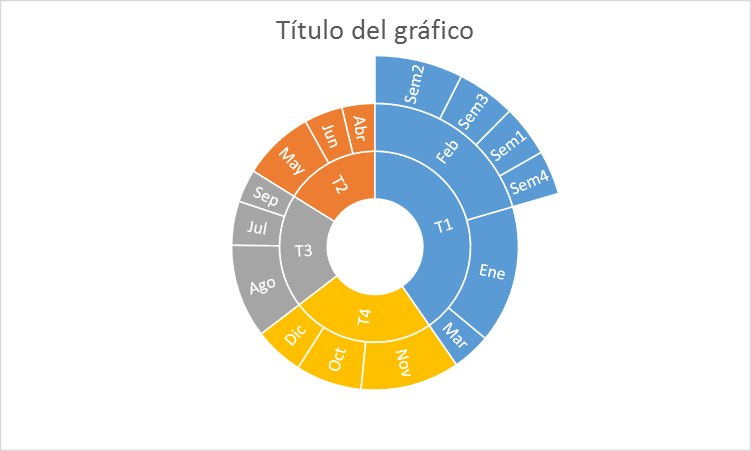 Título del gráfico
Sem2
Sem3
Sem1
Sem4
Feb
T1
Ene
Mar
T4
Nov
Oct
Dic
T3
Ago
Jul
Sep
T2
May
Jun
Abr